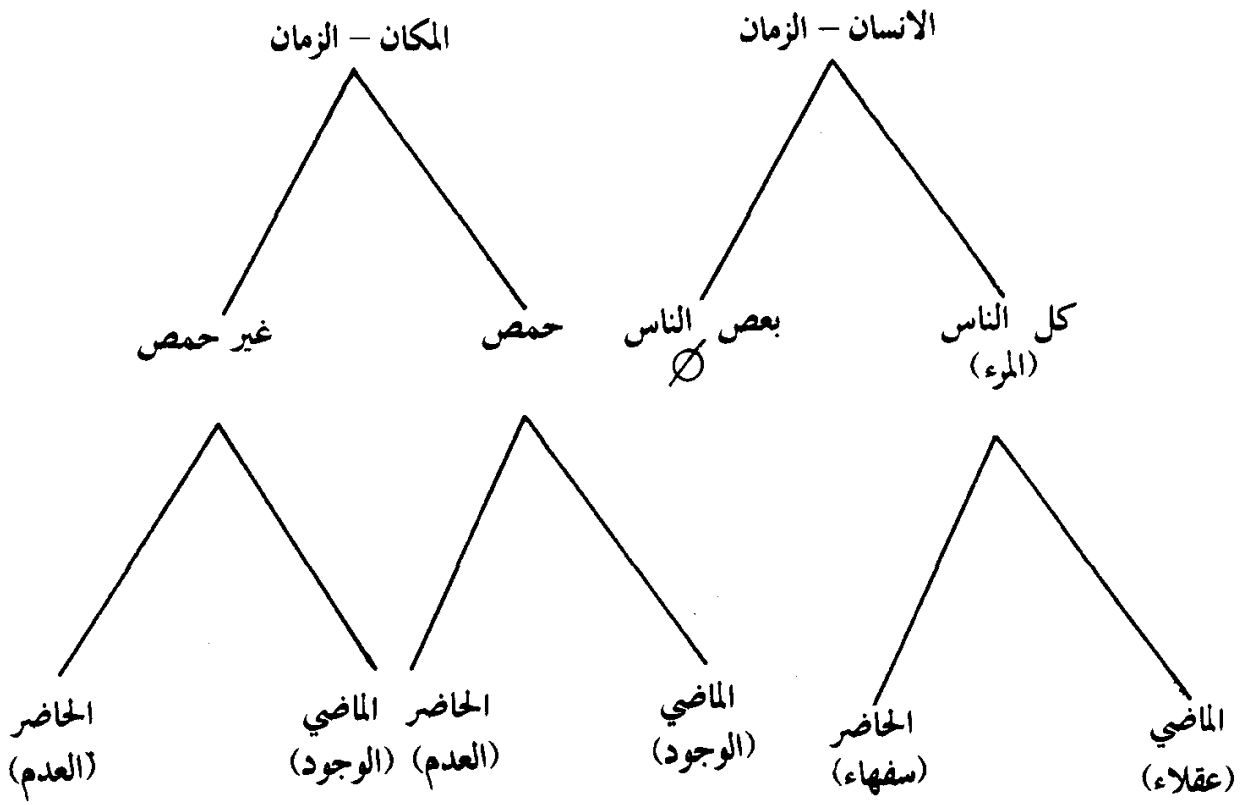 الانسان – الزمان
المكان – الزمان
كل الناس
(المرء)
بعص الناس
∅
حمص
غير حمص
الماضي
(عقلاء)
الحاضر
(سفهاء)
الماضي
(الوجود)
الحاضر
(العدم)
الماضي
(الوجود)
الحاضر
(العدم)